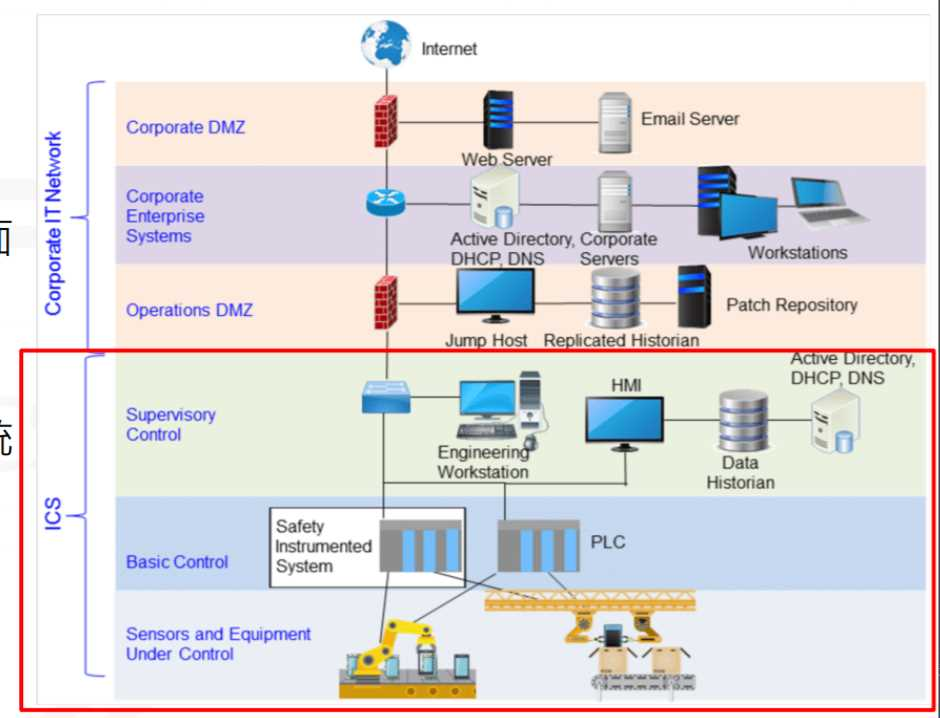 Internet
Corporate IT Network
Corporate DMZ
Web Server
Email Server
Corporate
Enterprise
Systems
Active Directory,
DHCP, DNS
Corporate
Servers
Workstations
Operations DMZ
Jump Host
Replicated Historian
Patch Repository
ICS
Supervisory
Control
Engineering
Workstation
HMI
Data
Historian
Active Directory,
DHCP, DNS
Basic Control
Safety
Instrumented
System
PLC
Sensors and Equipment
Under Control